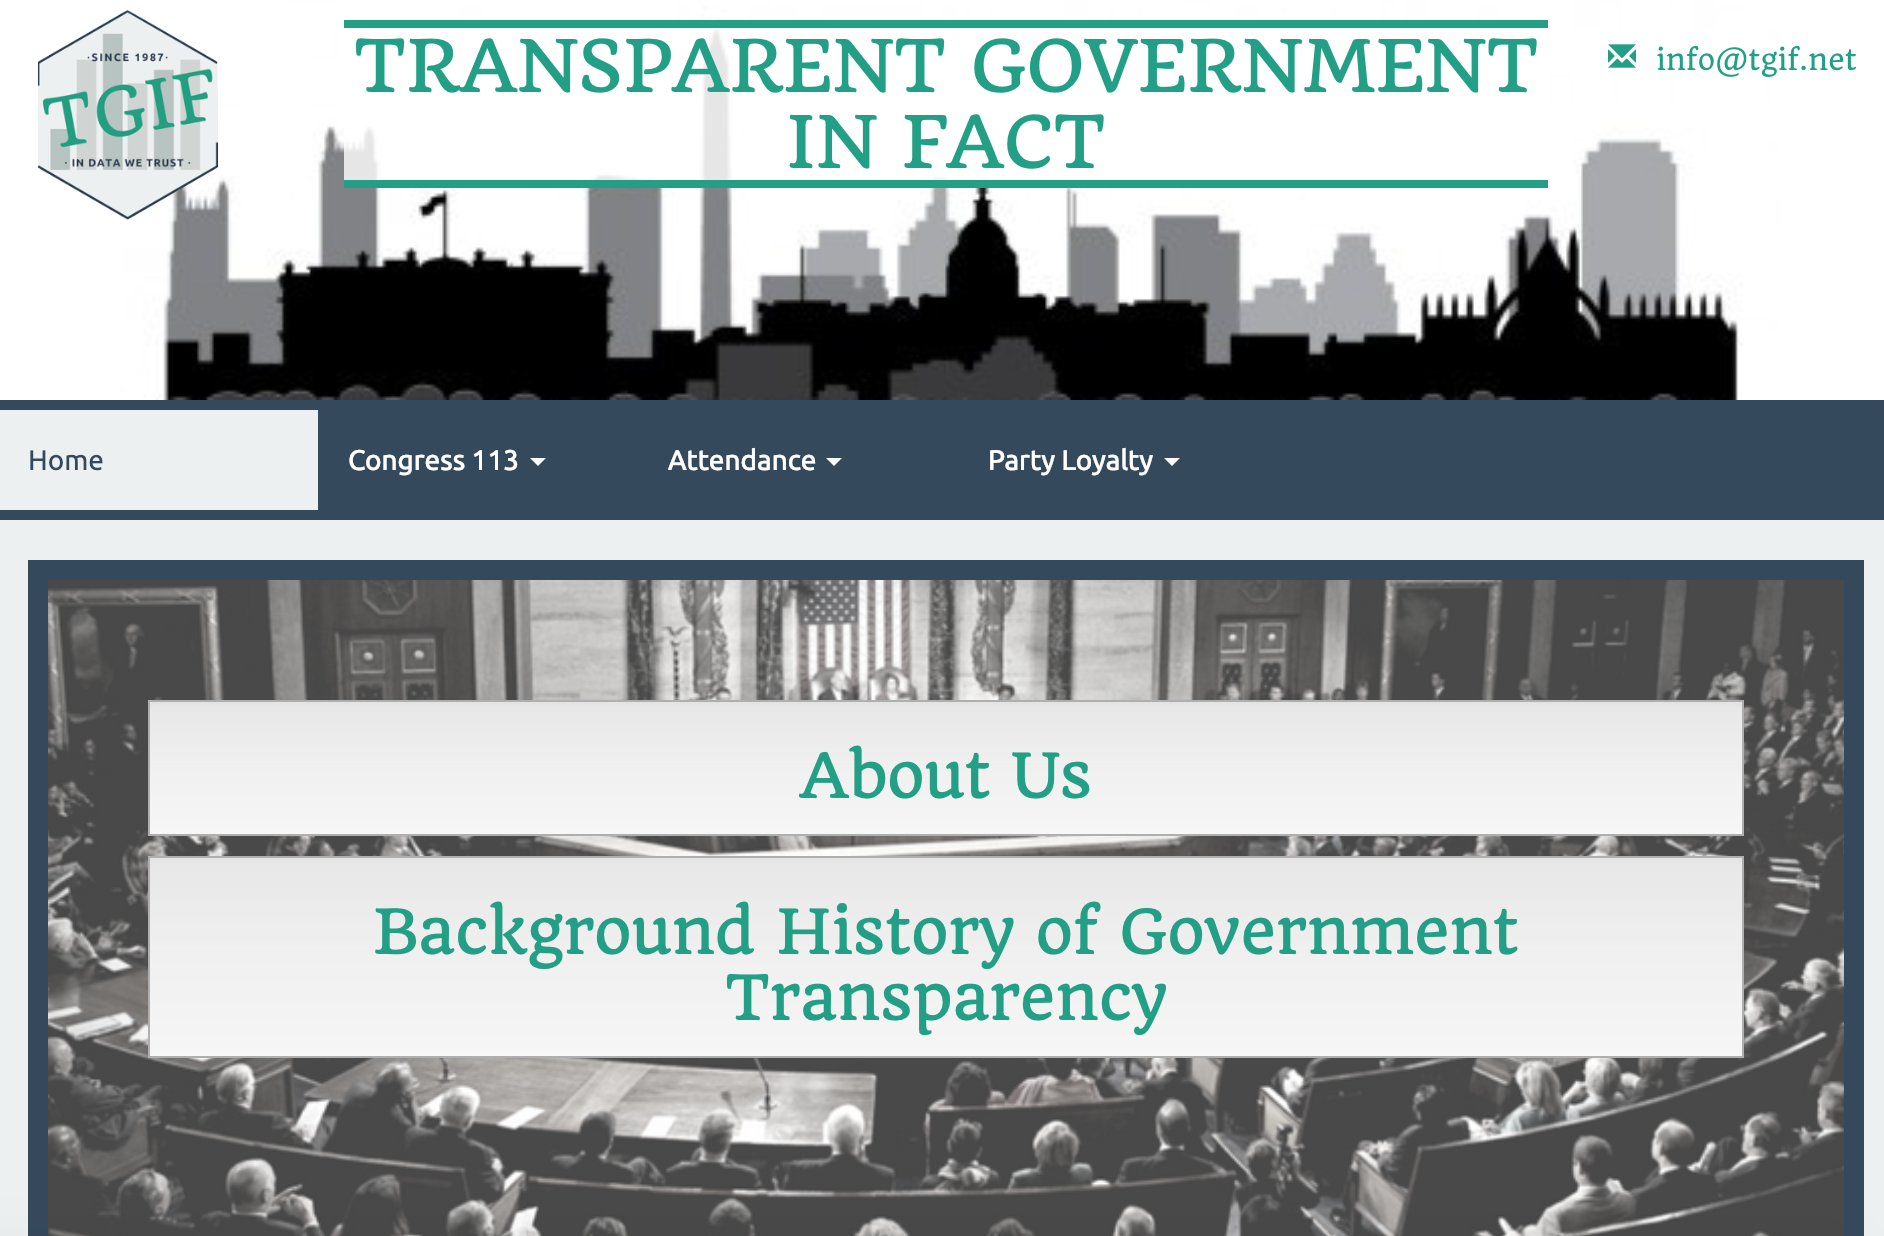 ·SINCE 1987·
TGIF
· IN DATA WE TRUST ·
TRANSPARENT GOVERNMENT
IN FACT
info@tgif.net
Home
Congress 113
Attendance
Party Loyalty
About Us
Background History of Government
Transparency